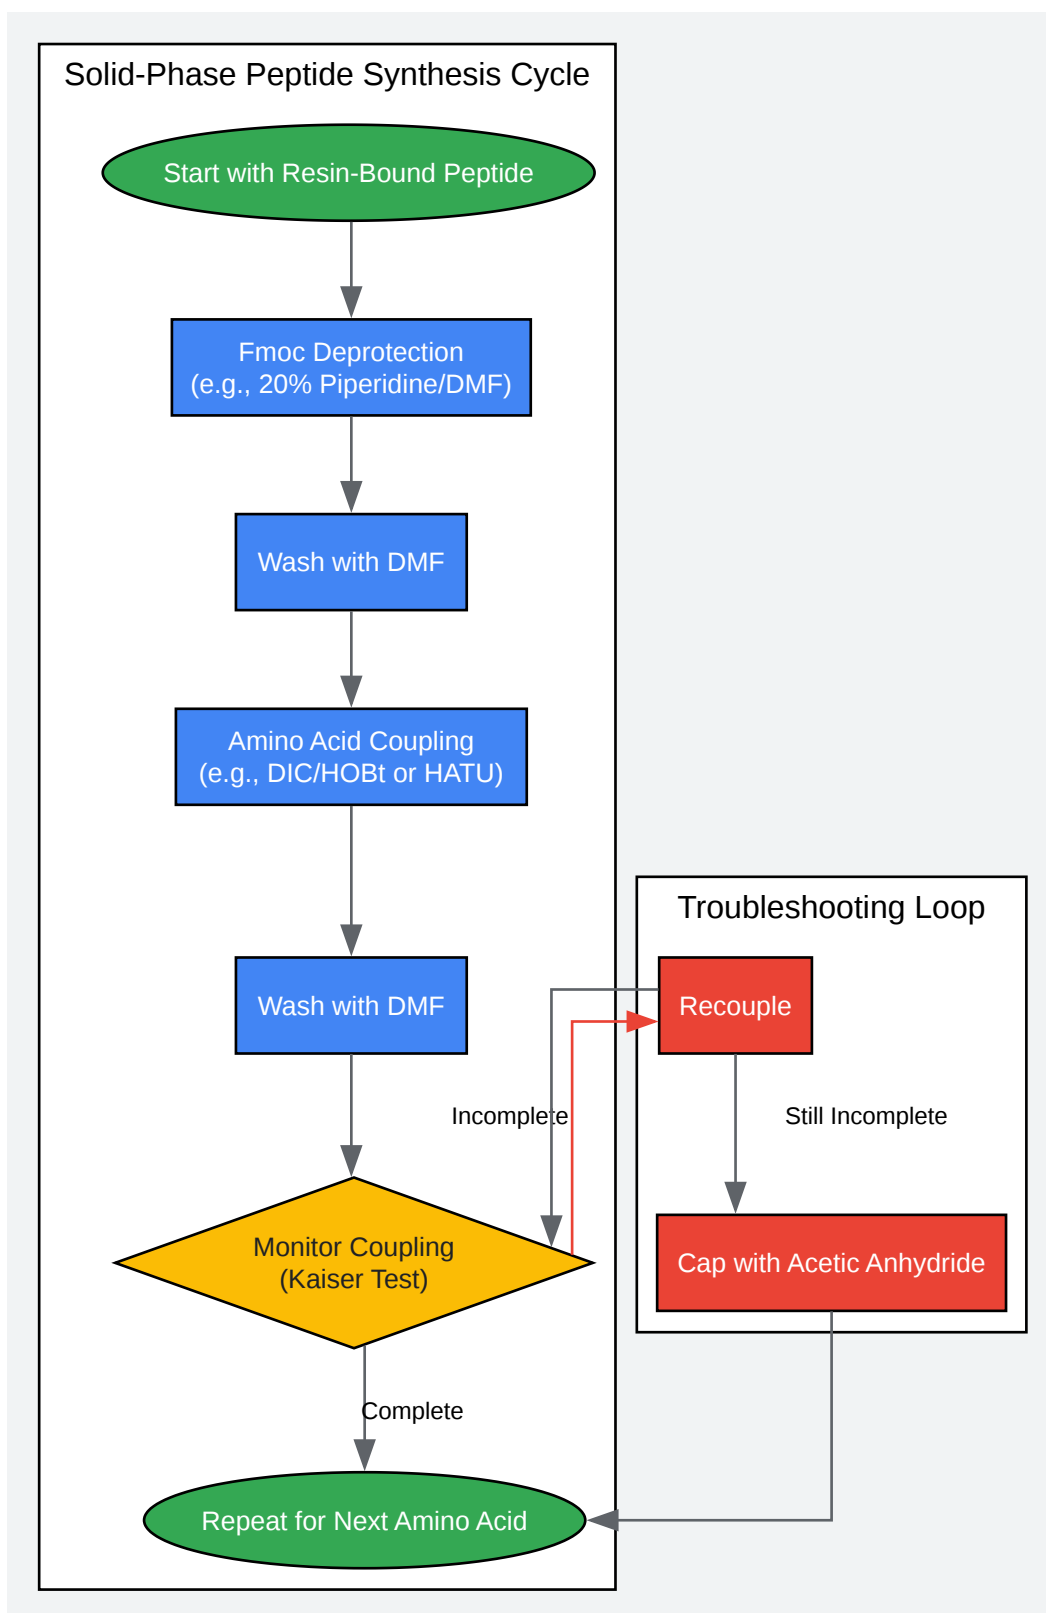 Solid-Phase Peptide Synthesis Cycle
Start with Resin-Bound Peptide
Fmoc Deprotection
(e.g., 20% Piperidine/DMF)
Wash with DMF
Amino Acid Coupling
(e.g., DIC/HOBt or HATU)
Wash with DMF
Incomplete
Monitor Coupling
(Kaiser Test)
Complete
Repeat for Next Amino Acid
Troubleshooting Loop
Recouple
Still Incomplete
Cap with Acetic Anhydride